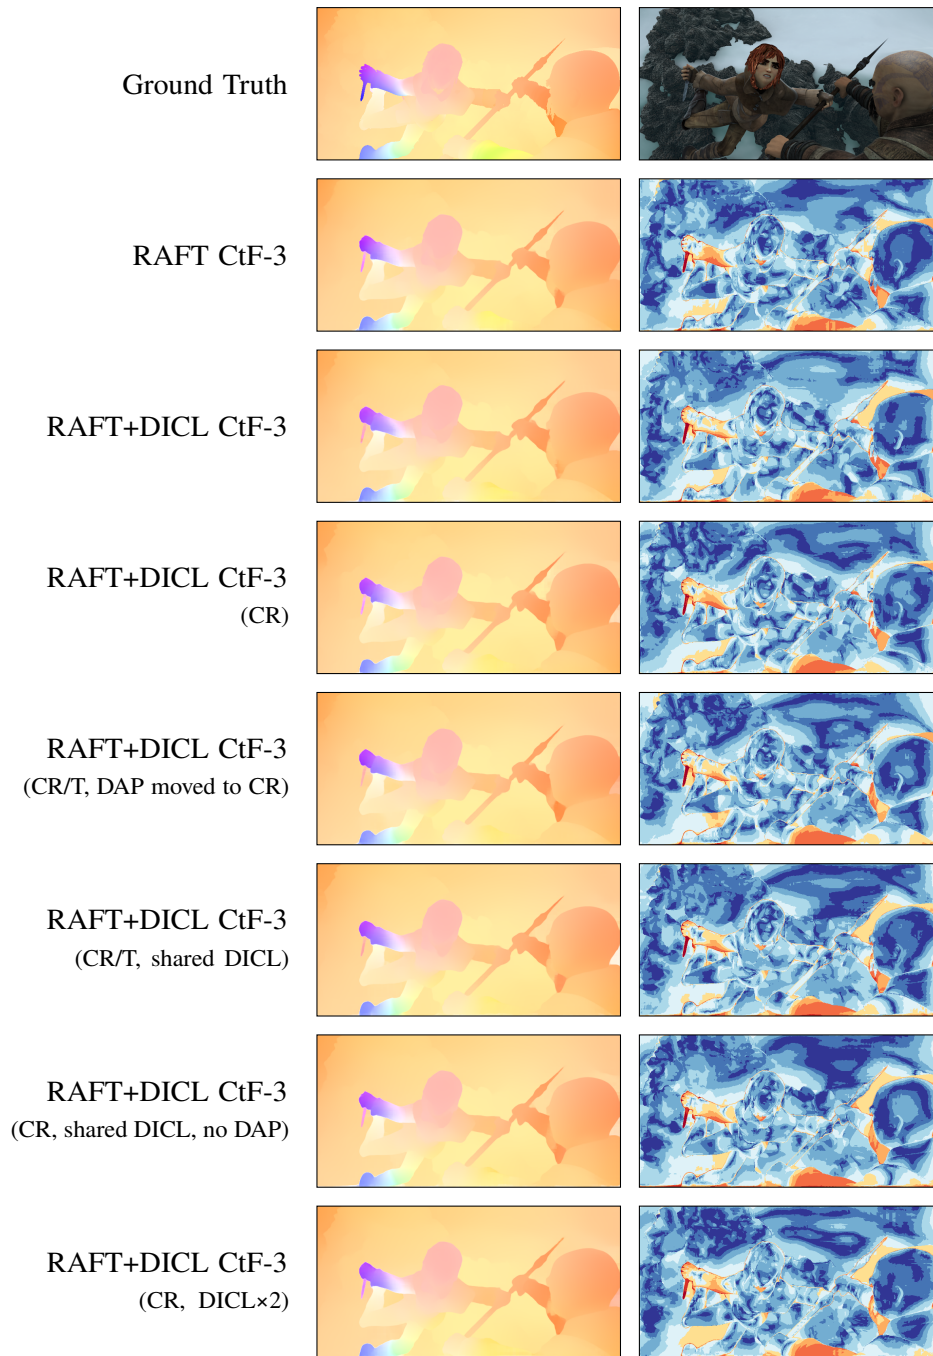 Ground Truth
RAFT CtF-3
RAFT+DICL CtF-3
RAFT+DICL CtF-3
(CR)
RAFT+DICL CtF-3
(CR/T, DAP moved to CR)
RAFT+DICL CtF-3
(CR/T, shared DICL)
RAFT+DICL CtF-3
(CR, shared DICL, no DAP)
RAFT+DICL CtF-3
(CR, DICL×2)